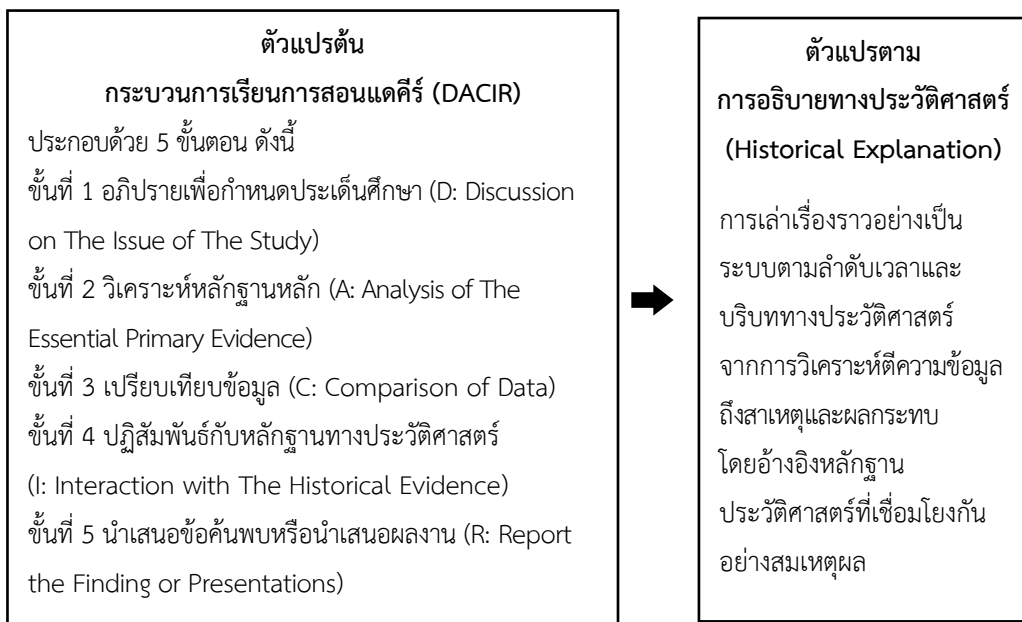 ตัวแปรต้น
กระบวนการเรียนการสอนแดคีร์ (DACIR)
ประกอบด้วย 5 ขั้นตอน ดังนี้
ขั้นที่ 1 อภิปรายเพื่อกำหนดประเด็นศึกษา (D: Discussion
on The Issue of The Study)
ขั้นที่ 2 วิเคราะห์หลักฐานหลัก (A: Analysis of The
Essential Primary Evidence)
ขั้นที่ 3 เปรียบเทียบข้อมูล (C: Comparison of Data)
ขั้นที่ 4 ปฏิสัมพันธ์กับหลักฐานทางประวัติศาสตร์
(I: Interaction with The Historical Evidence)
ขั้นที่ 5 นำเสนอข้อค้นพบหรือนำเสนอผลงาน (R: Report
the Finding or Presentations)
ตัวแปรตาม
การอธิบายทางประวัติศาสตร์
(Historical Explanation)
การเล่าเรื่องราวอย่างเป็น
ระบบตามลำดับเวลาและ
บริบททางประวัติศาสตร์
จากการวิเคราะห์ตีความข้อมูล
ถึงสาเหตุและผลกระทบ
โดยอ้างอิงหลักฐาน
ประวัติศาสตร์ที่เชื่อมโยงกัน
อย่างสมเหตุผล